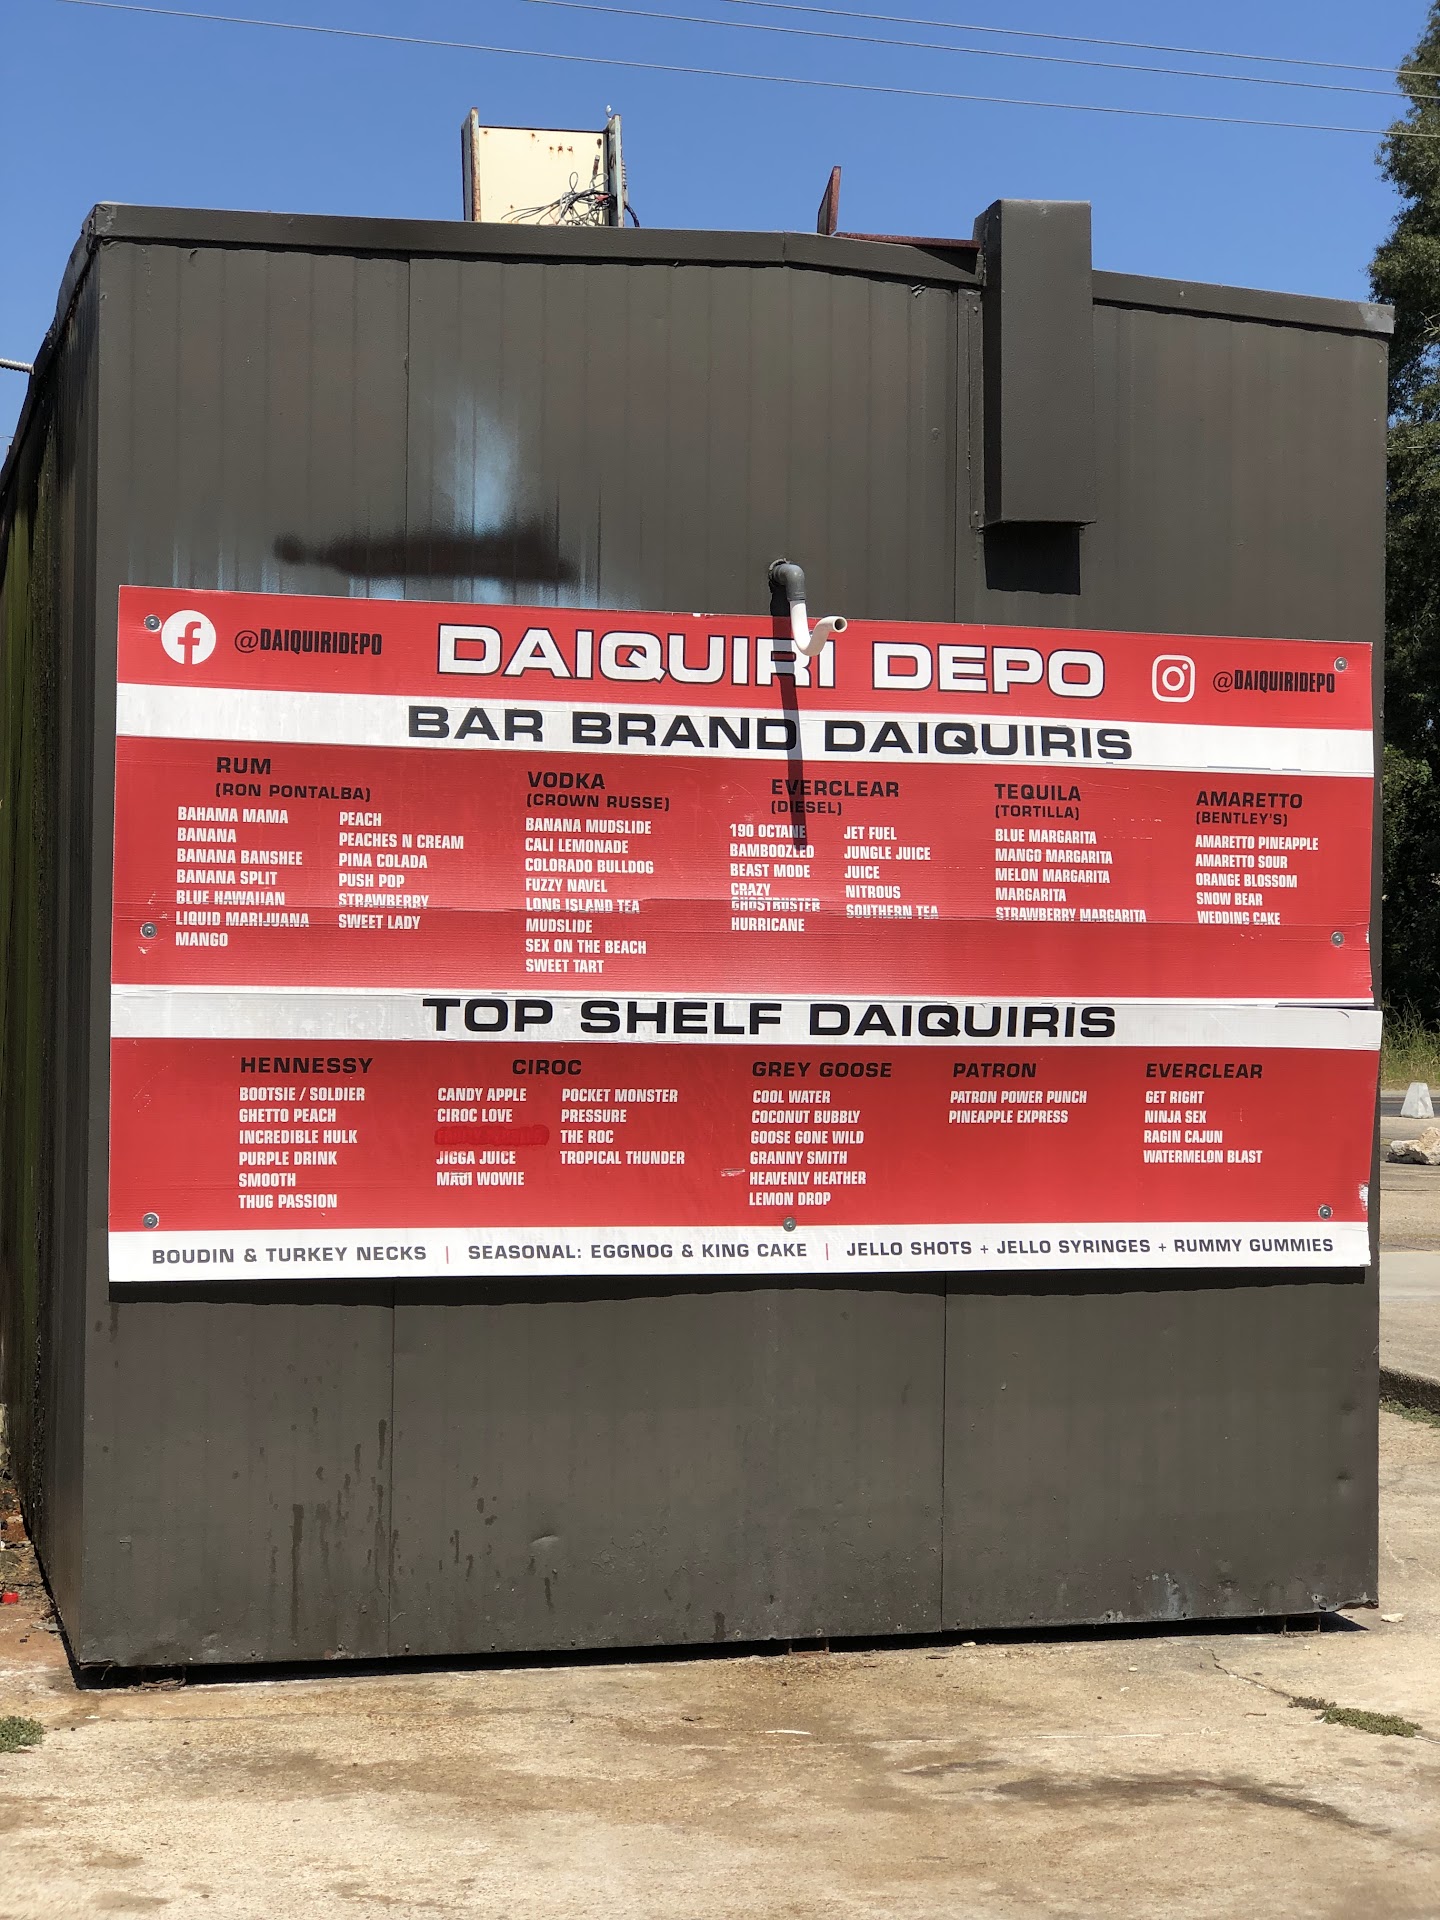 @DAIQUIRIDEPO
DAIQUIRI DEPO
@DAIQUIRIDEPO
BAR BRAND DAIQUIRIS
RUM
(RON PONTALBA)
BAHAMA MAMA
BANANA
BANANA BANSHEE
BANANA SPLIT
BLUE HAWAIIAN
LIQUID MARIJUANA
MANGO
PEACH
PEACHES N CREAM
PINA COLADA
PUSH POP
STRAWBERRY
SWEET LADY
VODKA
(CROWN RUSSE)
BANANA MUDSLIDE
CALI LEMONADE
COLORADO BULLDOG
FUZZY NAVEL
LONG ISLAND TEA
MUDSLIDE
SEX ON THE BEACH
SWEET TART
EVERCLEAR
(DIESEL)
190 OCTANE
BAMBOOZLED
BEAST MODE
CRAZY
GHOSTBUSTER
HURRICANE
JET FUEL
JUNGLE JUICE
JUICE
NITROUS
SOUTHERN TEA
TEQUILA
(TORTILLA)
BLUE MARGARITA
MANGO MARGARITA
MELON MARGARITA
MARGARITA
STRAWBERRY MARGARITA
AMARETTO
(BENTLEY'S)
AMARETTO PINEAPPLE
AMARETTO SOUR
ORANGE BLOSSOM
SNOW BEAR
WEDDING CAKE
TOP SHELF DAIQUIRIS
HENNESSY
BOOTSIE / SOLDIER
GHETTO PEACH
INCREDIBLE HULK
PURPLE DRINK
SMOOTH
THUG PASSION
CIROC
CANDY APPLE
CIROC LOVE
JIGGA JUICE
MAUI WOWIE
POCKET MONSTER
PRESSURE
THE ROC
TROPICAL THUNDER
GREY GOOSE
COOL WATER
COCONUT BUBBLY
GOOSE GONE WILD
GRANNY SMITH
HEAVENLY HEATHER
LEMON DROP
PATRON
PATRON POWER PUNCH
PINEAPPLE EXPRESS
EVERCLEAR
GET RIGHT
NINJA SEX
RAGIN CAJUN
WATERMELON BLAST
BOUDIN & TURKEY NECKS | SEASONAL: EGGNOG & KING CAKE | JELLO SHOTS + JELLO SYRINGES + RUMMY GUMMIES